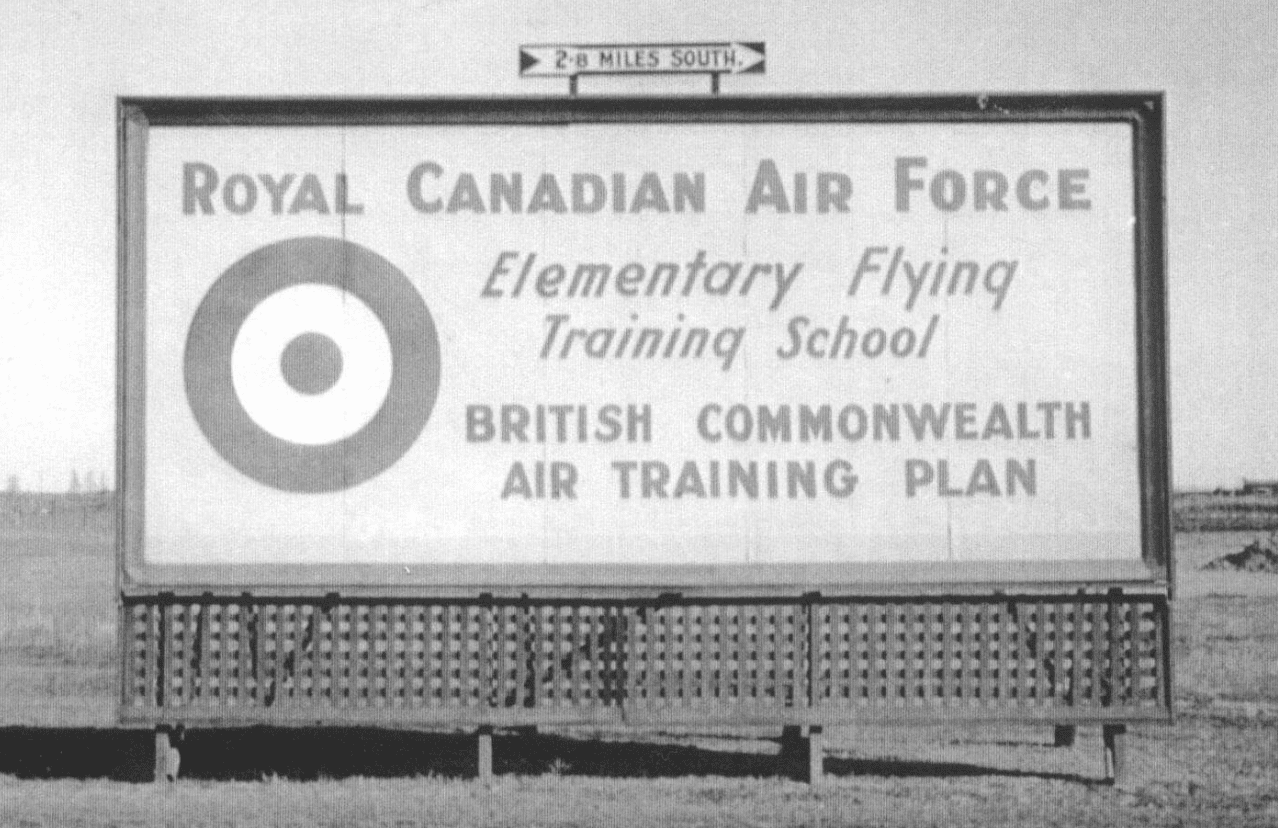 2·8 MILES SOUTH.
ROYAL CANADIAN AIR FORCE
Elementary Flying
Training School
BRITISH COMMONWEALTH
AIR TRAINING PLAN